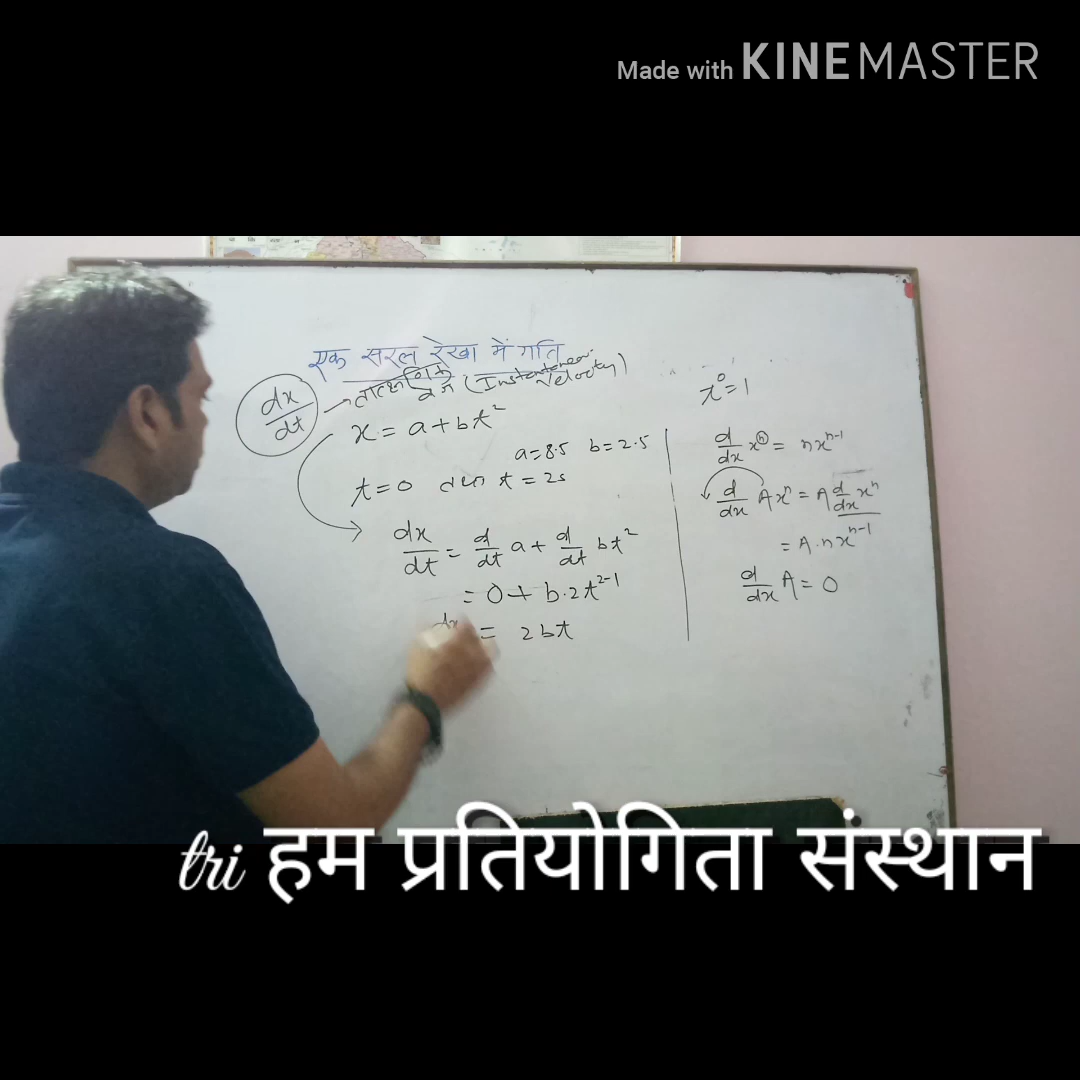 Made with KINEMASTER
एक सरल रेखा में गति
dx/dt → तात्क्षणिक वेग (Instantaneous Velocity)
x = a + bt²
a = 8.5 b = 2.5
t = 0 तथा t = 2s
dx/dt = d/dt a + d/dt bt²
= 0 + b·2t²⁻¹
= 2bt
x⁰ = 1
d/dx xⁿ = nxⁿ⁻¹
d/dx Axⁿ = A d/dx xⁿ
= A·nxⁿ⁻¹
d/dx A = 0
tri हम प्रतियोगिता संस्थान